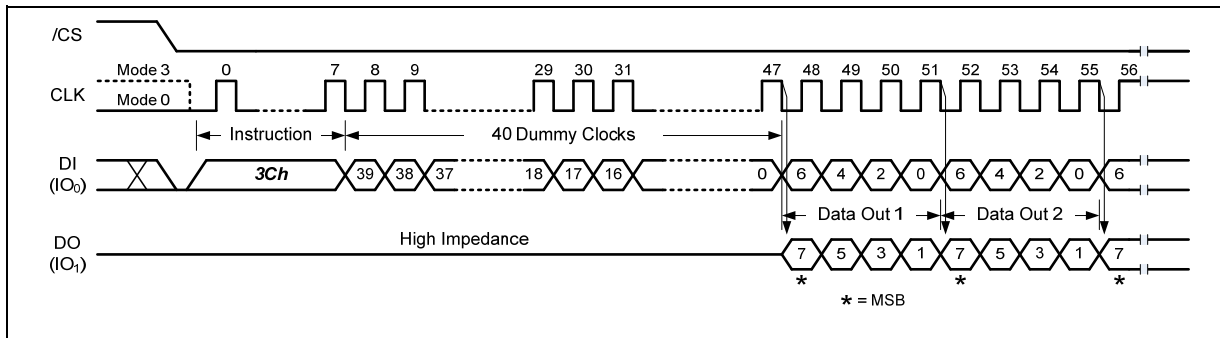 /CS
Mode 3 0 7 8 9 29 30 31 47 48 49 50 51 52 53 54 55 56
CLK
Mode 0
Instruction 40 Dummy Clocks
DI
(IO0) 3Ch 39 38 37 18 17 16 0 6 4 2 0 6 4 2 0 6
Data Out 1 Data Out 2
High Impedance
DO
(IO1) 7 5 3 1 7 5 3 1 7
* * *
* = MSB